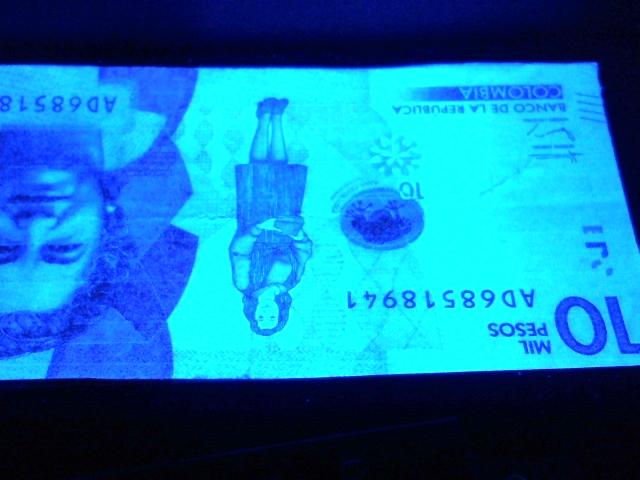 10 MIL
PESOS
AD68518941
10
BANCO DE LA REPUBLICA
COLOMBIA
AD68518